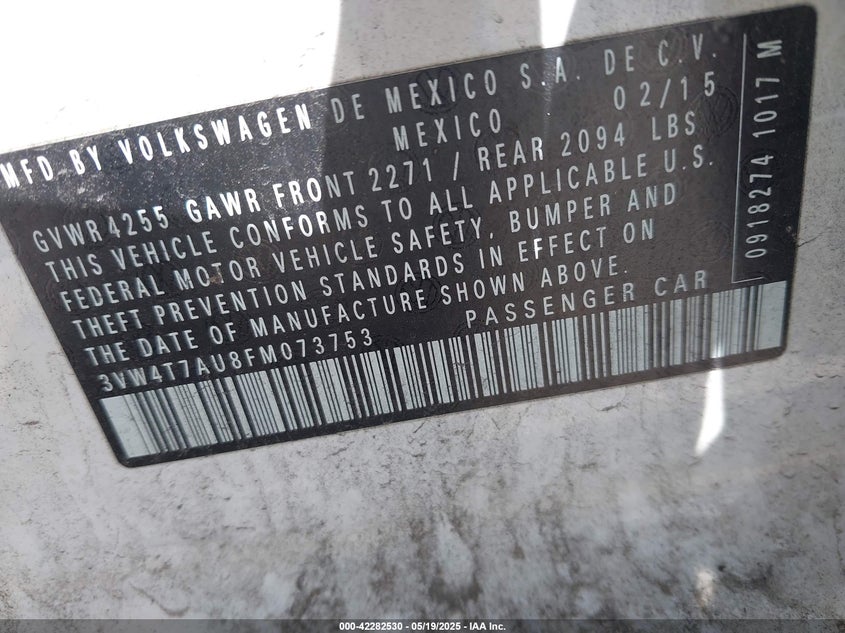 MFD BY VOLKSWAGEN DE MEXICO S.A. DE C.V.
MEXICO 02/15
GVWR4255 GAWR FRONT 2271 / REAR 2094 LBS
THIS VEHICLE CONFORMS TO ALL APPLICABLE U.S.
FEDERAL MOTOR VEHICLE SAFETY, BUMPER AND
THEFT PREVENTION STANDARDS IN EFFECT ON
THE DATE OF MANUFACTURE SHOWN ABOVE.
3VW4T7AU8FM073753 PASSENGER CAR
0918274 1017 M
000-42282530 - 05/19/2025 - IAA Inc.